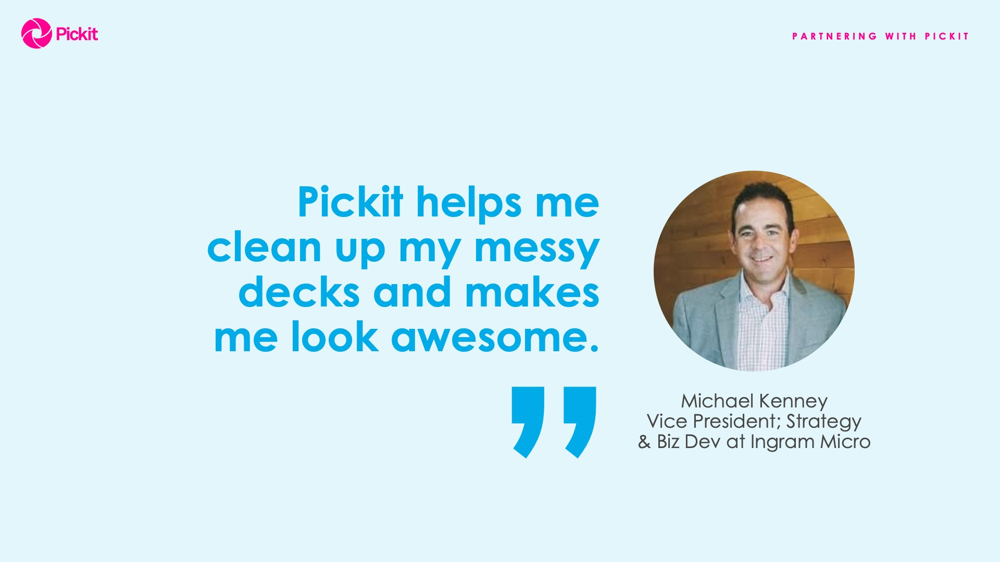 Pickit
PARTNERING WITH PICKIT
Pickit helps me
clean up my messy
decks and makes
me look awesome.
”
Michael Kenney
Vice President; Strategy
& Biz Dev at Ingram Micro